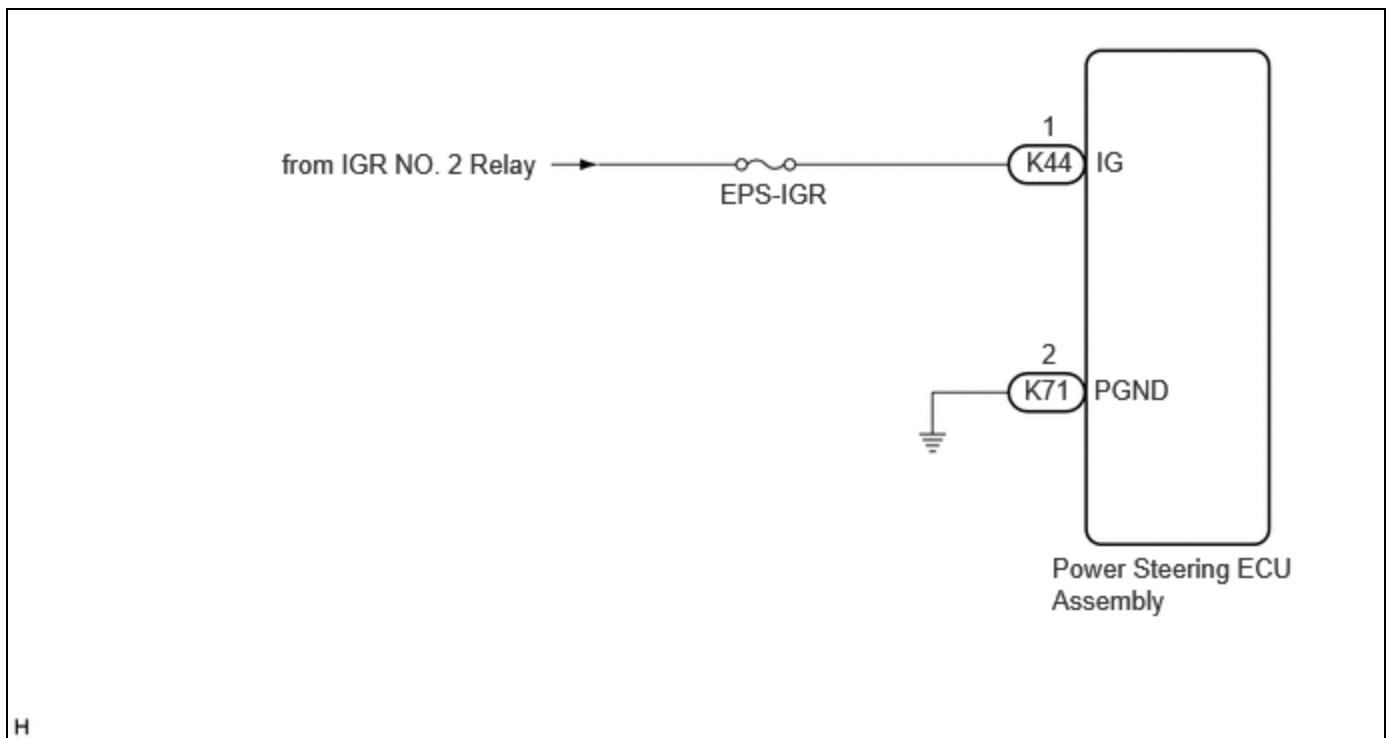 1
from IGR NO. 2 Relay
K44
IG
EPS-IGR
2
K71
PGND
Power Steering ECU
Assembly
H